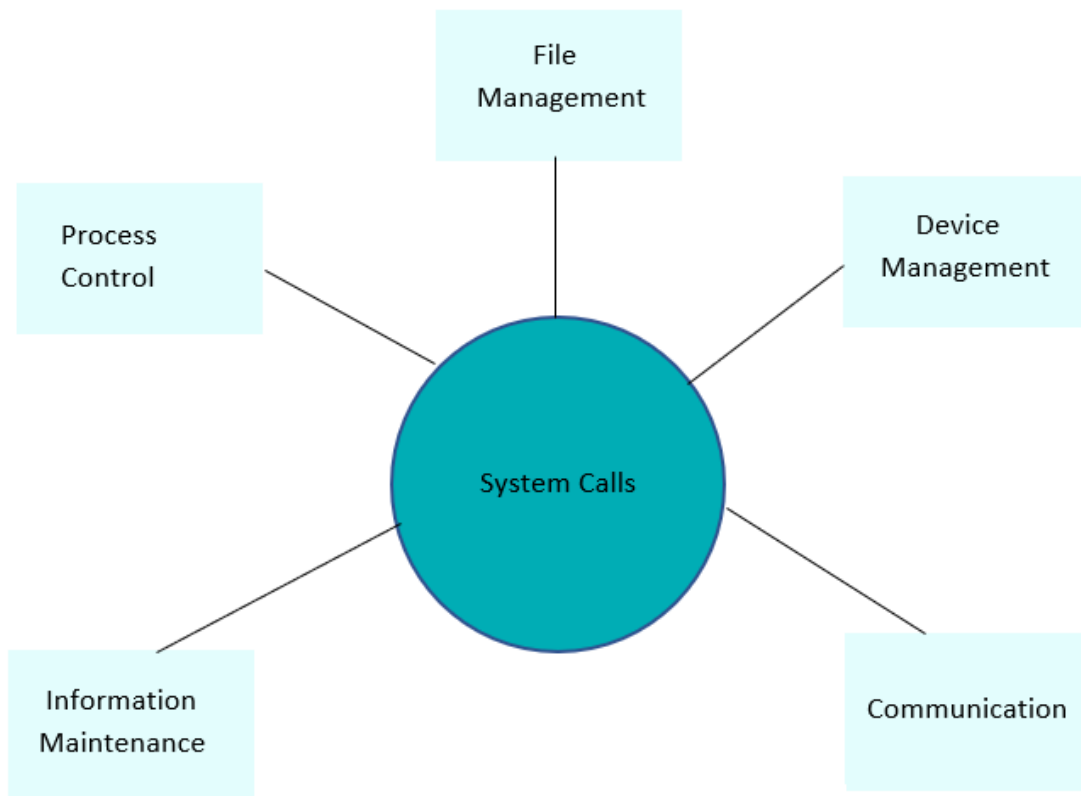 File
Management
Process
Control
Device
Management
System Calls
Information
Maintenance
Communication